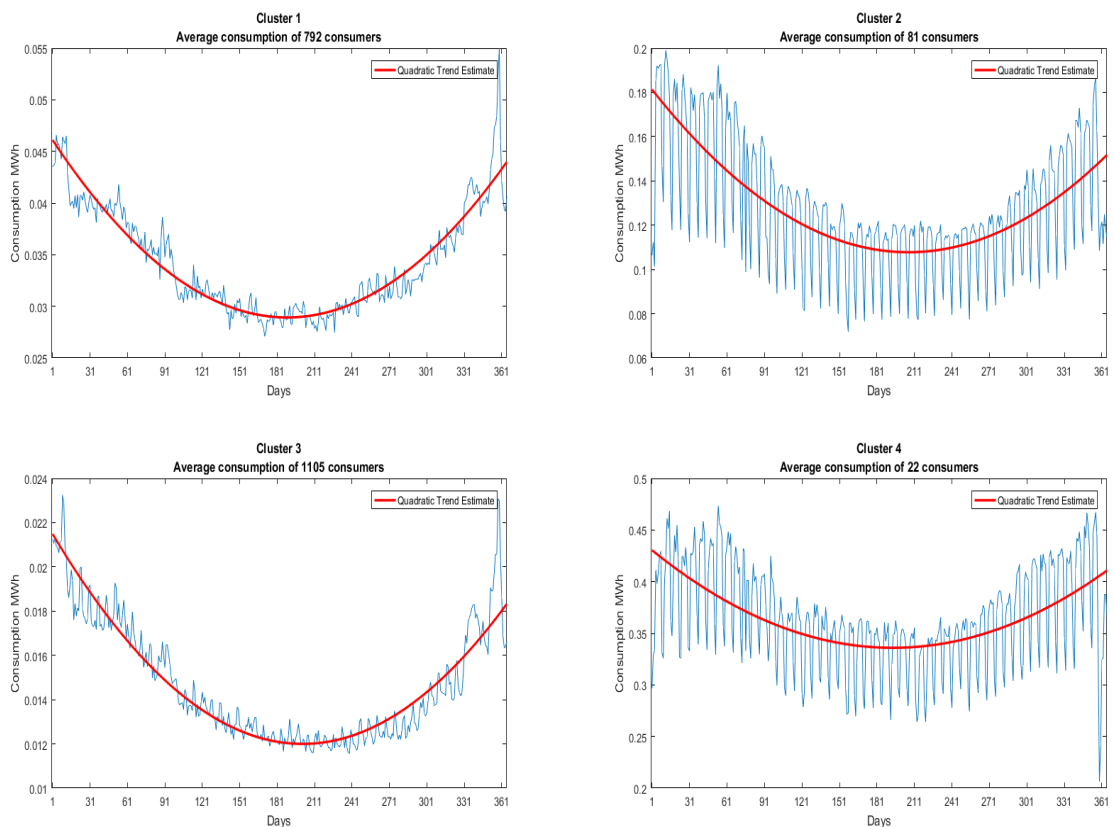 Cluster 1
Average consumption of 792 consumers
Quadratic Trend Estimate
Consumption MWh
0.055
0.05
0.045
0.04
0.035
0.03
0.025
1 31 61 91 121 151 181 211 241 271 301 331 361
Days
Cluster 2
Average consumption of 81 consumers
Quadratic Trend Estimate
Consumption MWh
0.2
0.18
0.16
0.14
0.12
0.1
0.08
0.06
1 31 61 91 121 151 181 211 241 271 301 331 361
Days
Cluster 3
Average consumption of 1105 consumers
Quadratic Trend Estimate
Consumption MWh
0.024
0.022
0.02
0.018
0.016
0.014
0.012
0.01
1 31 61 91 121 151 181 211 241 271 301 331 361
Days
Cluster 4
Average consumption of 22 consumers
Quadratic Trend Estimate
Consumption MWh
0.5
0.45
0.4
0.35
0.3
0.25
0.2
1 31 61 91 121 151 181 211 241 271 301 331 361
Days